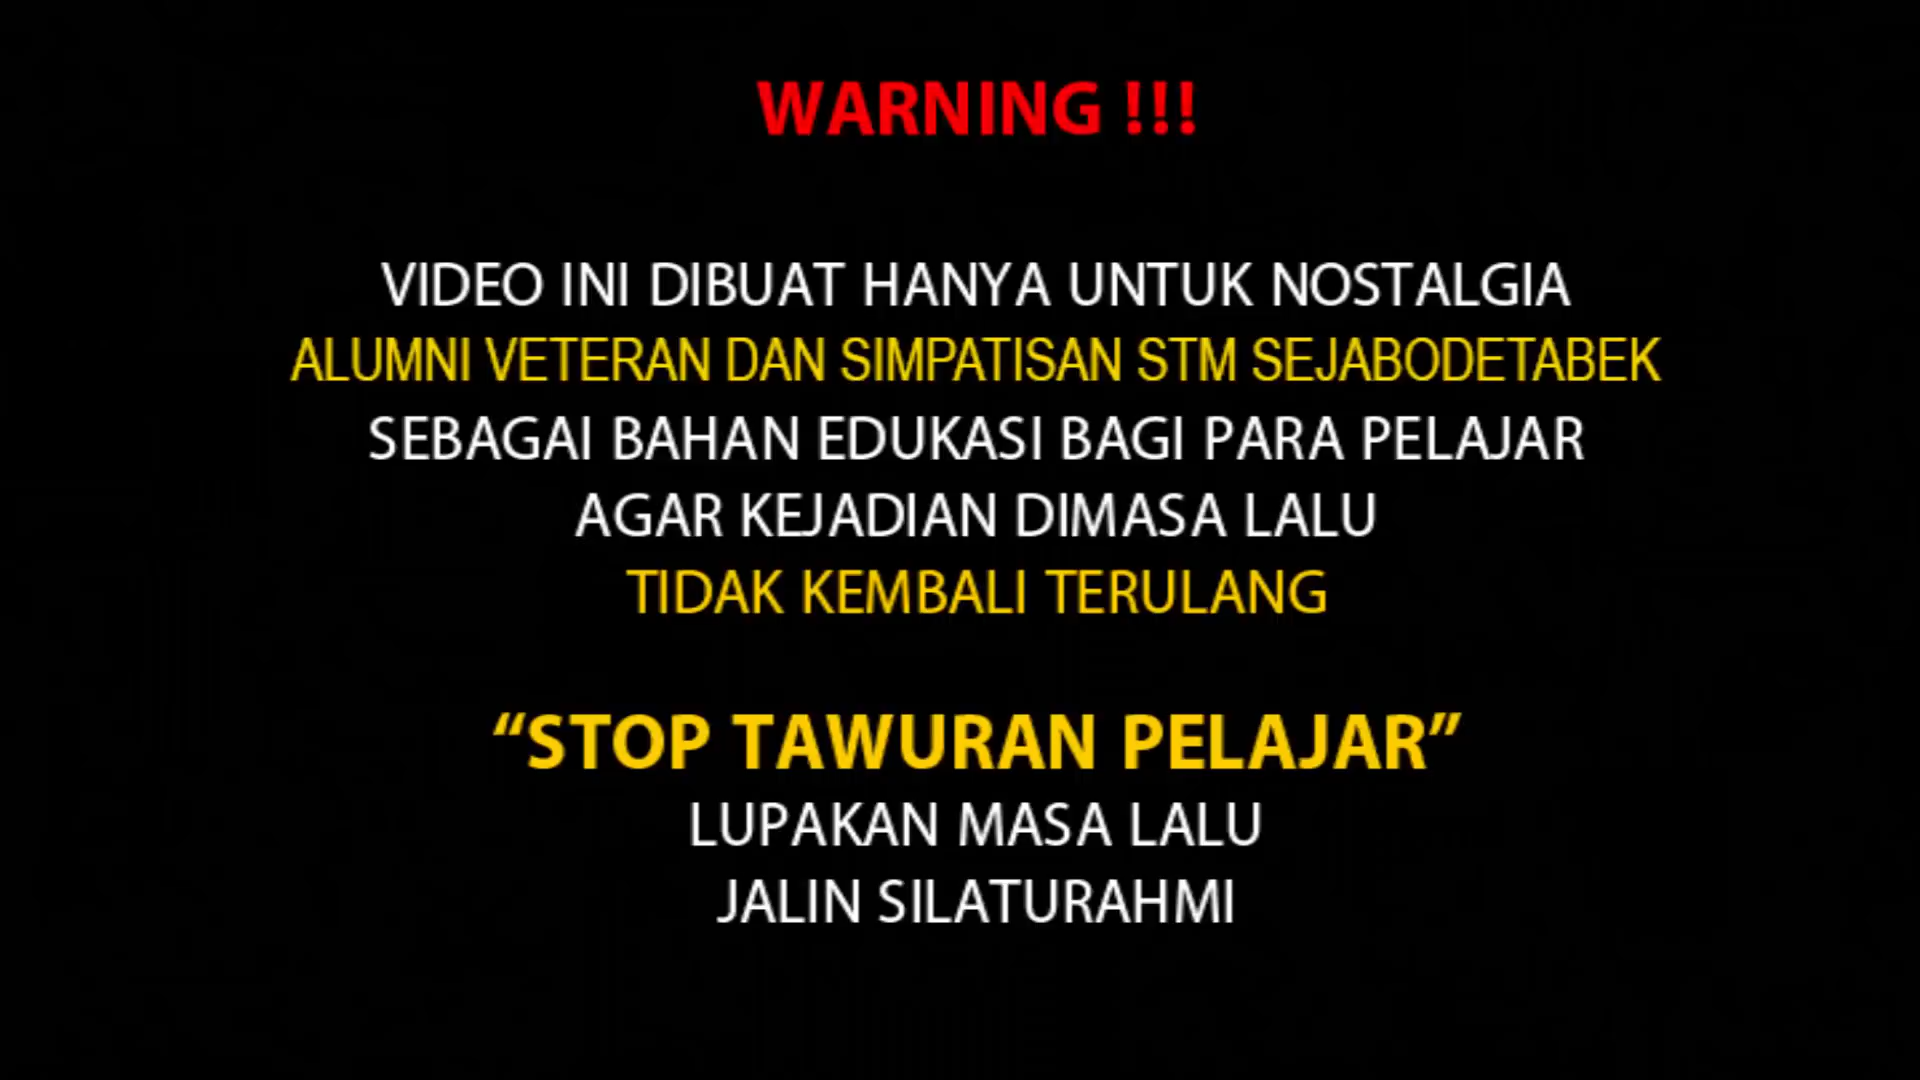 WARNING !!!
VIDEO INI DIBUAT HANYA UNTUK NOSTALGIA
ALUMNI VETERAN DAN SIMPATISAN STM SEJABODETABEK
SEBAGAI BAHAN EDUKASI BAGI PARA PELAJAR
AGAR KEJADIAN DIMASA LALU
TIDAK KEMBALI TERULANG
“STOP TAWURAN PELAJAR”
LUPAKAN MASA LALU
JALIN SILATURAHMI